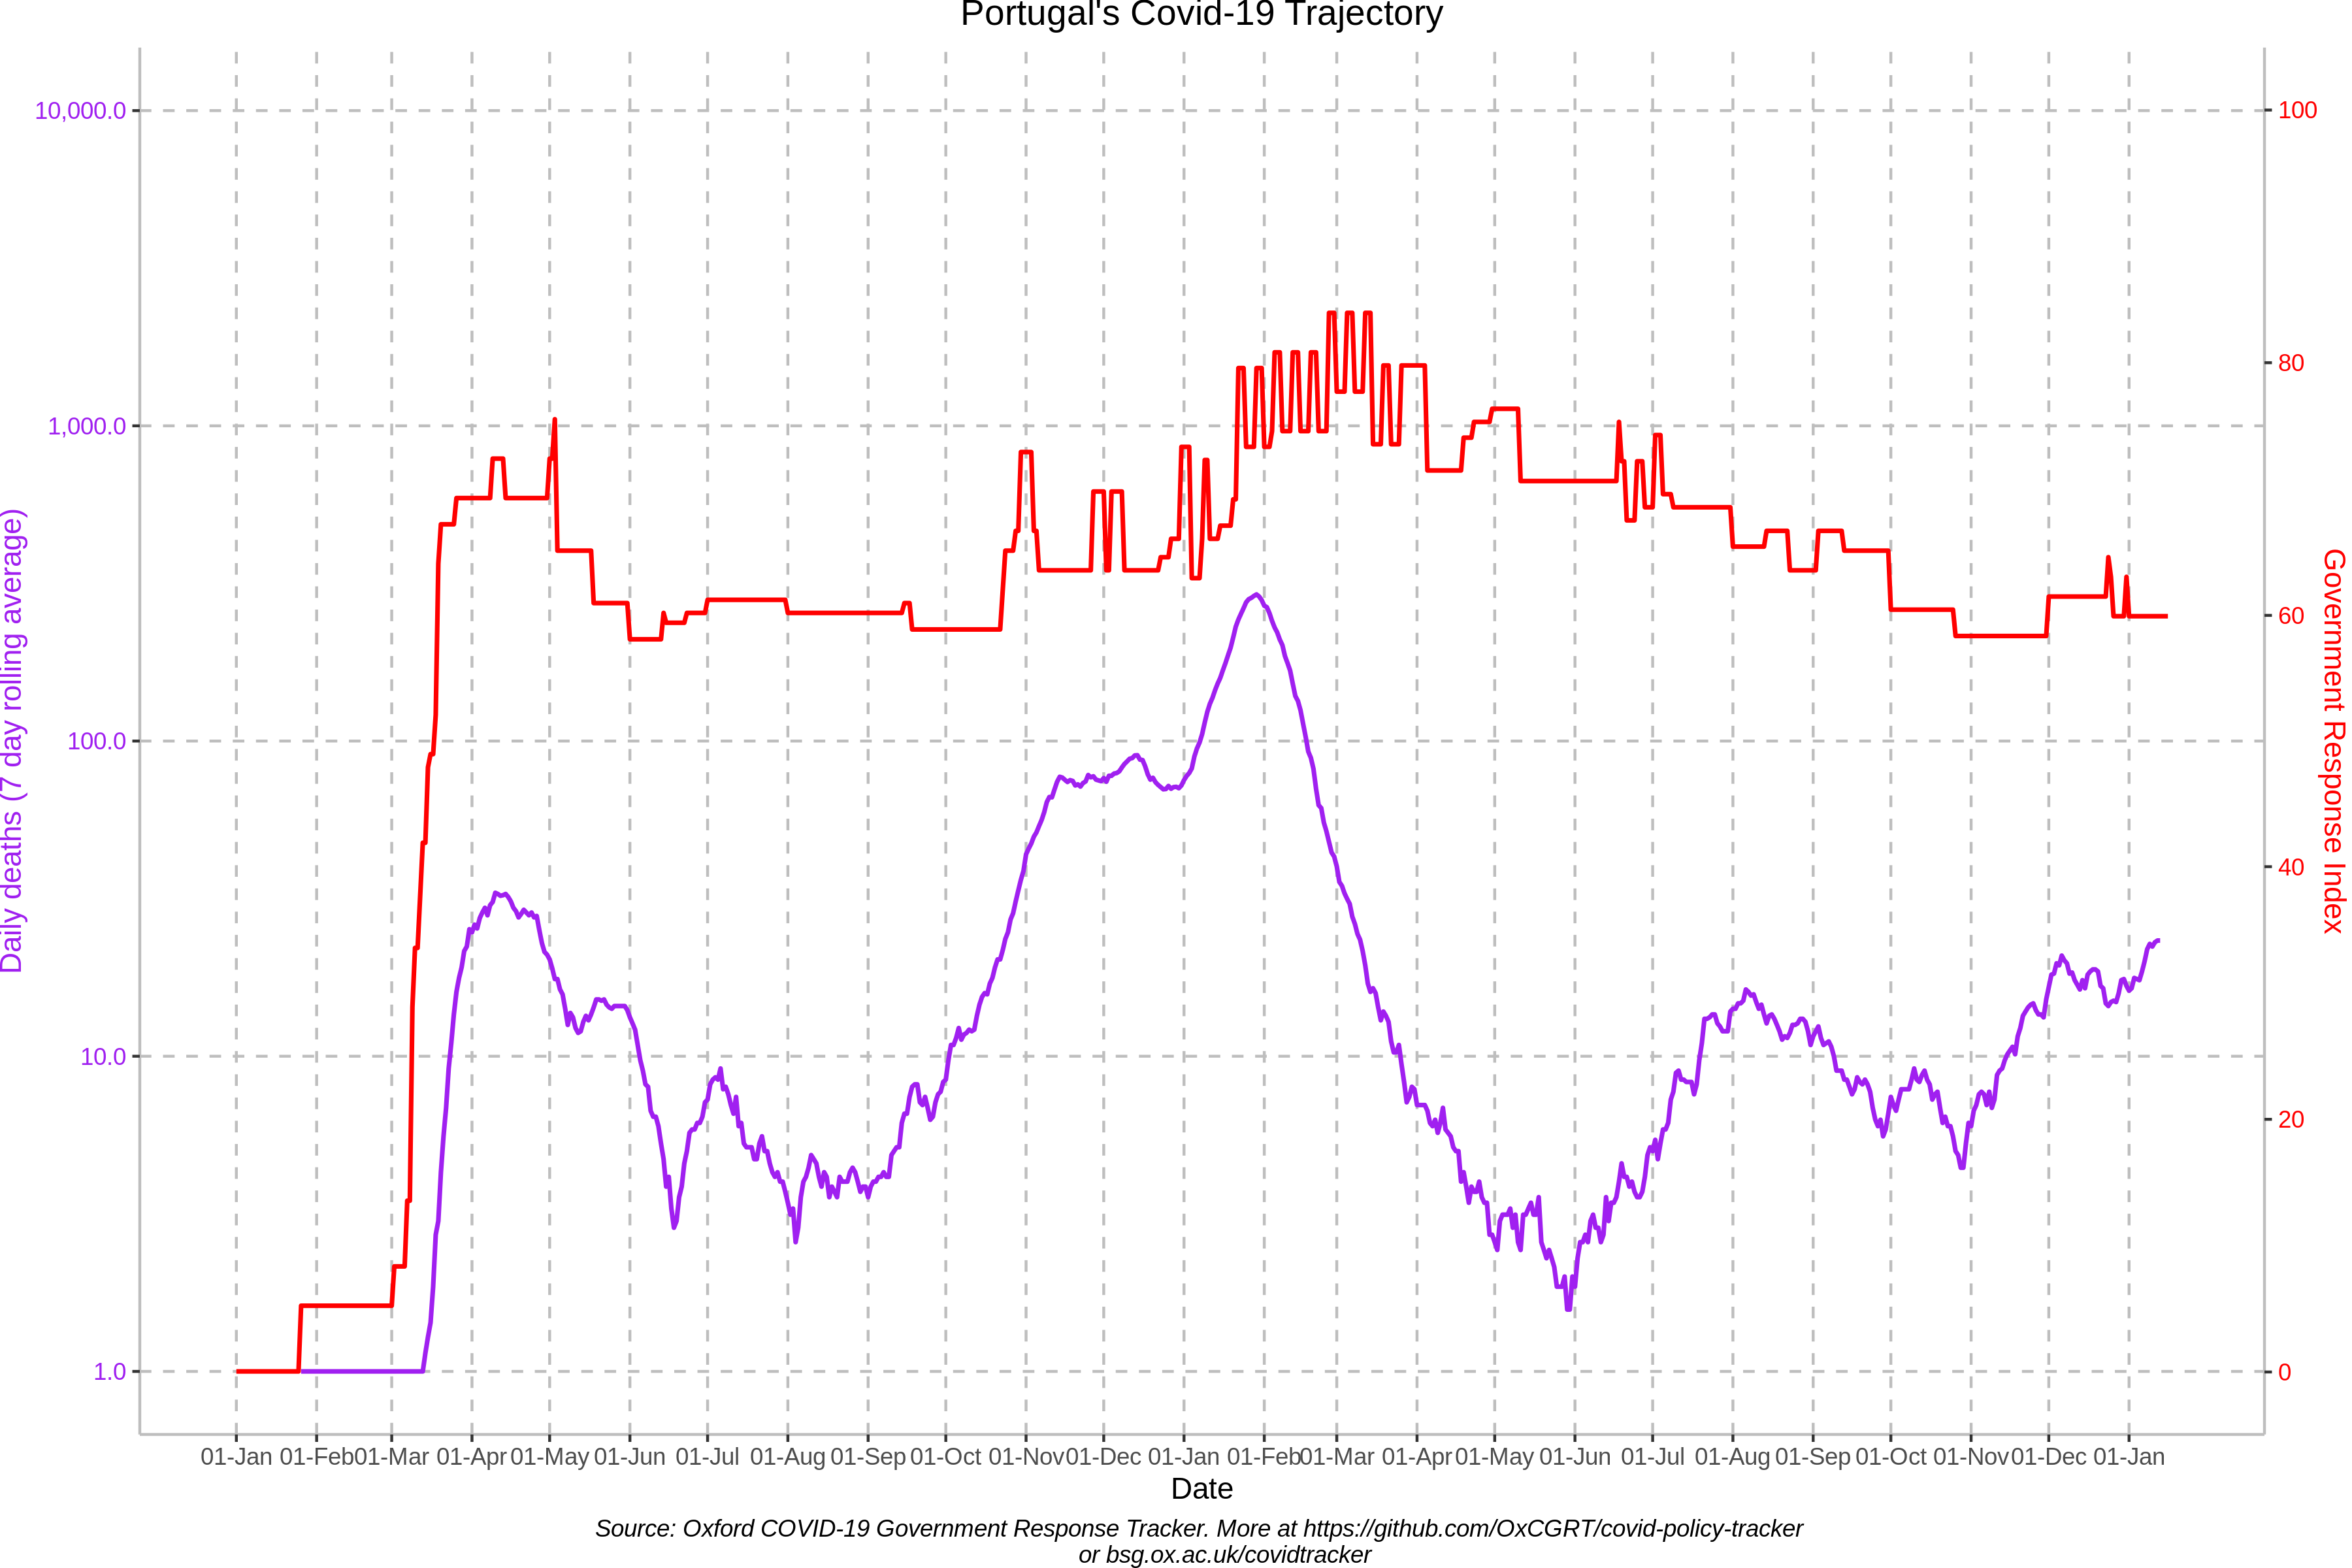 Portugal's Covid-19 Trajectory
10,000.0
1,000.0
100.0
10.0
1.0
Daily deaths (7 day rolling average)
100
80
60
40
20
0
Government Response Index
01-Jan 01-Feb 01-Mar 01-Apr 01-May 01-Jun 01-Jul 01-Aug 01-Sep 01-Oct 01-Nov 01-Dec 01-Jan 01-Feb 01-Mar 01-Apr 01-May 01-Jun 01-Jul 01-Aug 01-Sep 01-Oct 01-Nov 01-Dec 01-Jan
Date
Source: Oxford COVID-19 Government Response Tracker. More at https://github.com/OxCGRT/covid-policy-tracker
or bsg.ox.ac.uk/covidtracker